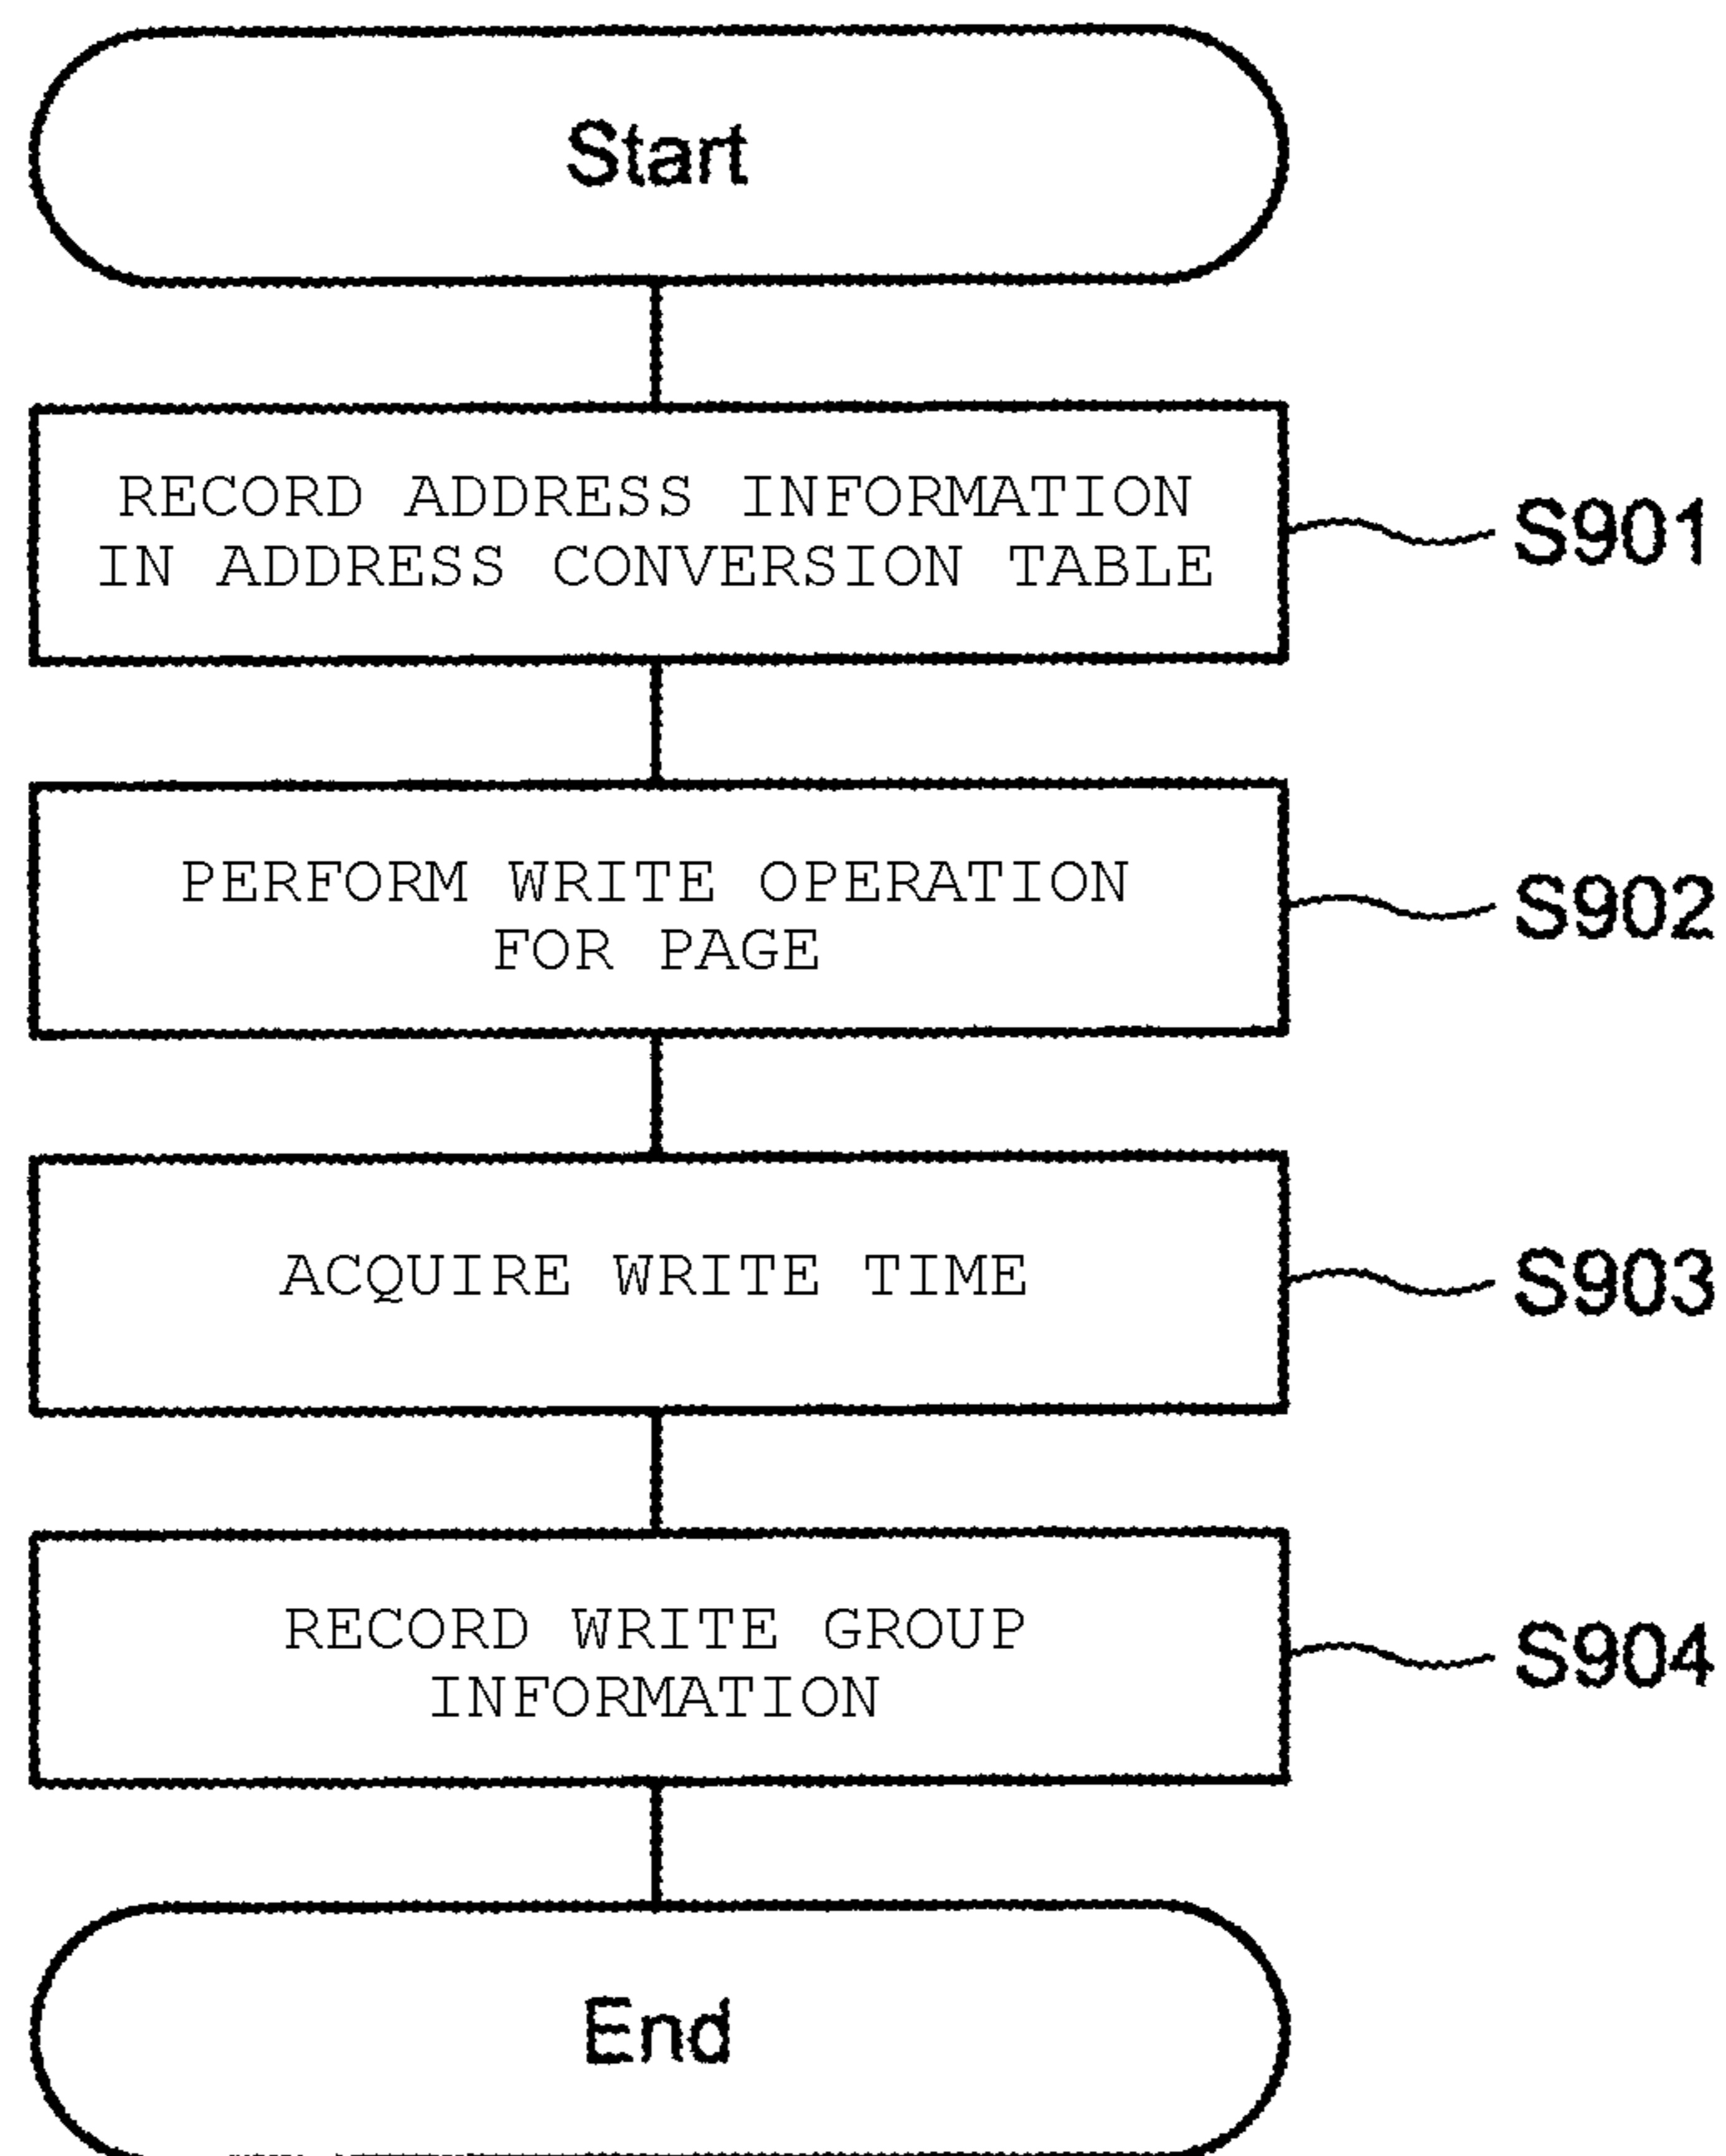 Start
RECORD ADDRESS INFORMATION
IN ADDRESS CONVERSION TABLE
S901
PERFORM WRITE OPERATION
FOR PAGE
S902
ACQUIRE WRITE TIME
S903
RECORD WRITE GROUP
INFORMATION
S904
End